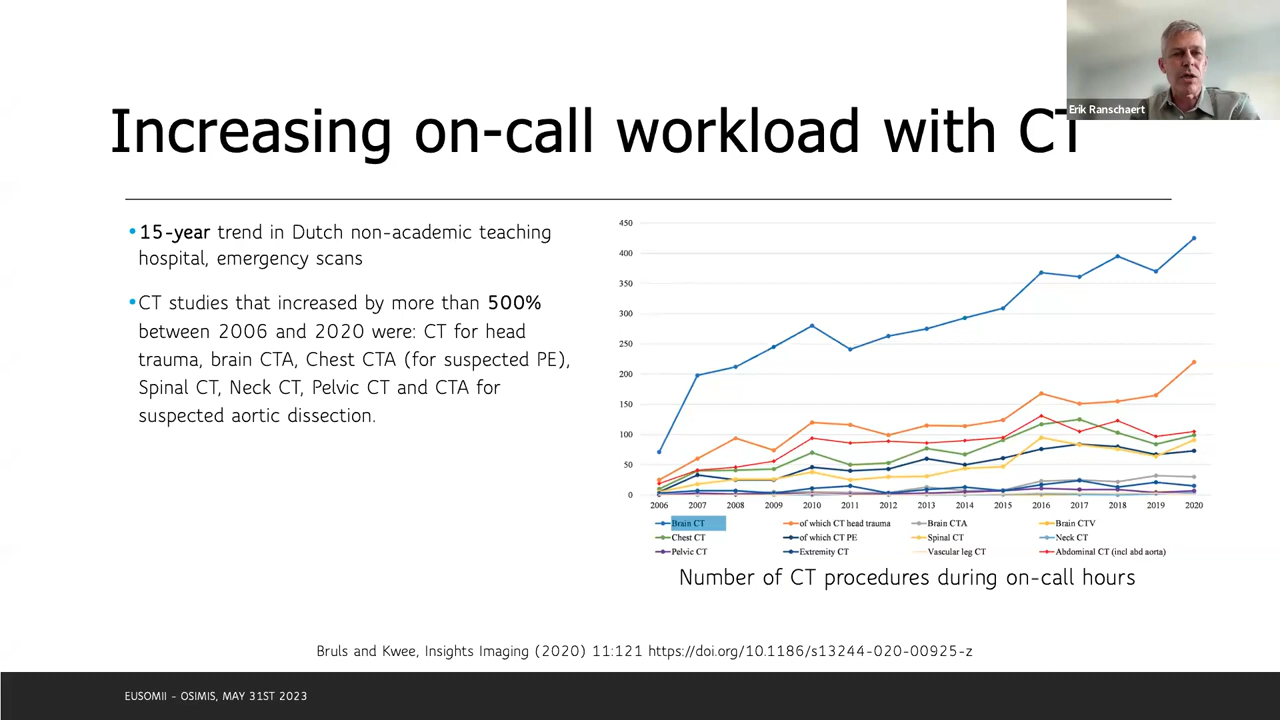 Erik Ranschaert
Increasing on-call workload with CT
•15-year trend in Dutch non-academic teaching
hospital, emergency scans
•CT studies that increased by more than 500%
between 2006 and 2020 were: CT for head
trauma, brain CTA, Chest CTA (for suspected PE),
Spinal CT, Neck CT, Pelvic CT and CTA for
suspected aortic dissection.
450
400
350
300
250
200
150
100
50
0
2006 2007 2008 2009 2010 2011 2012 2013 2014 2015 2016 2017 2018 2019 2020
Brain CT of which CT head trauma Brain CTA Brain CTV
Chest CT of which CT PE Spinal CT Neck CT
Pelvic CT Extremity CT Vascular leg CT Abdominal CT (incl abd aorta)
Number of CT procedures during on-call hours
Bruls and Kwee, Insights Imaging (2020) 11:121 https://doi.org/10.1186/s13244-020-00925-z
EUSOMII - OSIMIS, MAY 31ST 2023